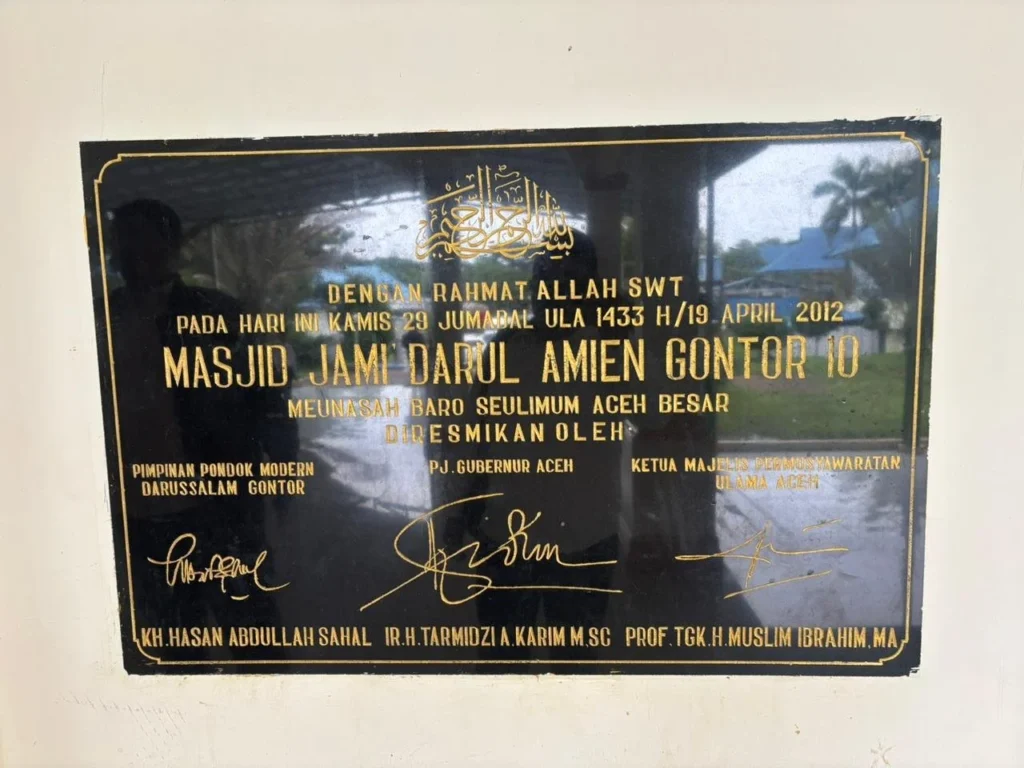 بسم الله الرحمن الرحيم
DENGAN RAHMAT ALLAH SWT
PADA HARI INI KAMIS 29 JUMADAL ULA 1433 H/19 APRIL 2012
MASJID JAMI' DARUL AMIEN GONTOR 10
MEUNASAH BARO SEULIMUM ACEH BESAR
DIRESMIKAN OLEH:
PIMPINAN PONDOK MODERN
DARUSSALAM GONTOR
PJ. GUBERNUR ACEH
KETUA MAJELIS PERMUSYAWARATAN
ULAMA ACEH
KH. HASAN ABDULLAH SAHAL
IR. H. TARMIDZI A. KARIM M,SC
PROF. TGK. H. MUSLIM IBRAHIM, MA